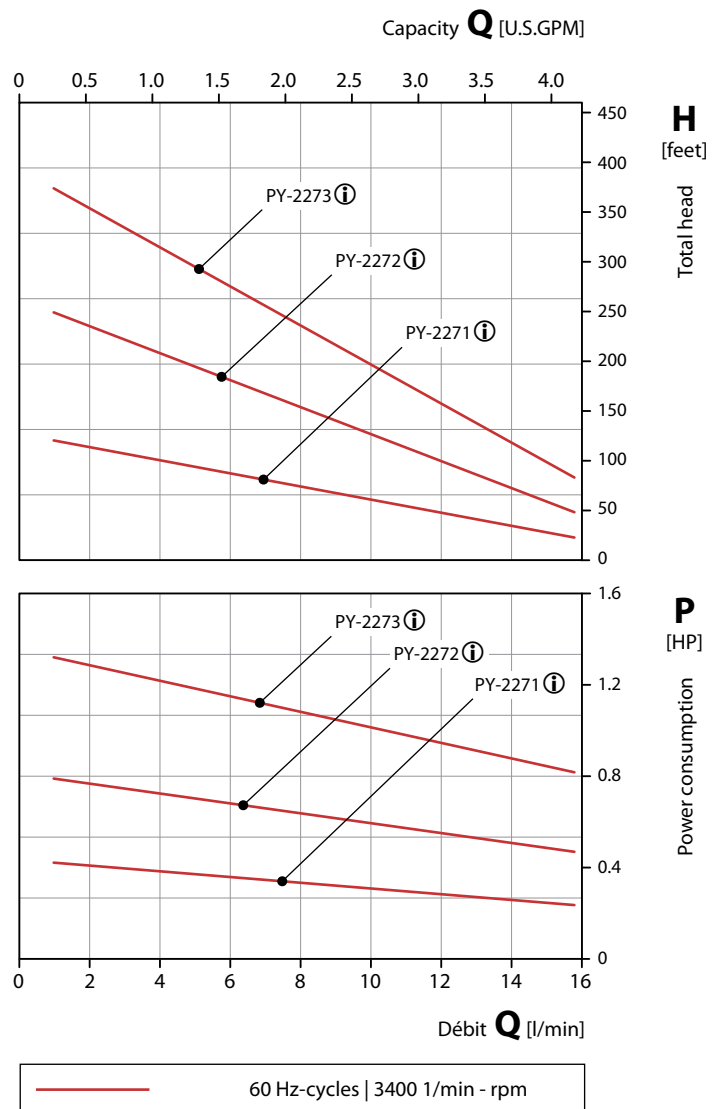 Capacity Q [U.S.GPM]
0 0.5 1.0 1.5 2.0 2.5 3.0 3.5 4.0
H
[feet]
Total head
450
400
350
300
250
200
150
100
50
0
PY-2273 i
PY-2272 i
PY-2271 i
P
[HP]
Power consumption
1.6
1.2
0.8
0.4
0
PY-2273 i
PY-2272 i
PY-2271 i
0 2 4 6 8 10 12 14 16
Débit Q [l/min]
60 Hz-cycles | 3400 1/min - rpm